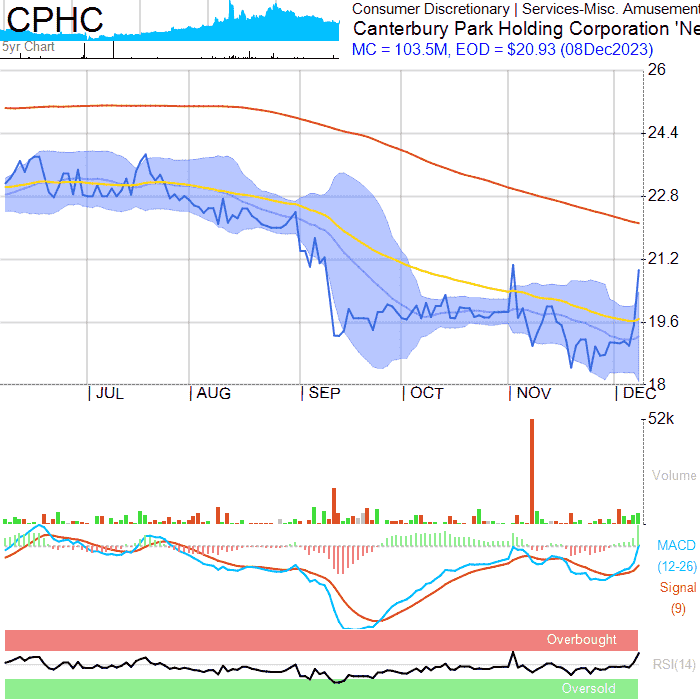 CPHC
5yr Chart
Consumer Discretionary | Services-Misc. Amusement
Canterbury Park Holding Corporation 'Ne
MC = 103.5M, EOD = $20.93 (08Dec2023)
26
24.4
22.8
21.2
19.6
18
JUL AUG SEP OCT NOV DEC
52k
Volume
MACD
(12-26)
Signal
(9)
Overbought
RSI(14)
Oversold